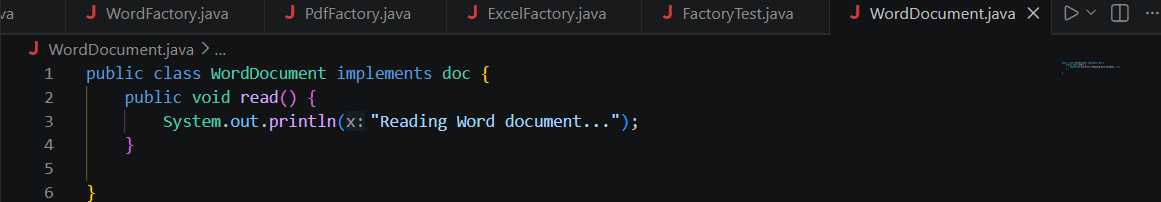 va
J WordFactory.java
J PdfFactory.java
J ExcelFactory.java
J FactoryTest.java
J WordDocument.java
J WordDocument.java > ...
1 public class WordDocument implements doc {
2     public void read() {
3         System.out.println(x: "Reading Word document...");
4     }
5
6 }